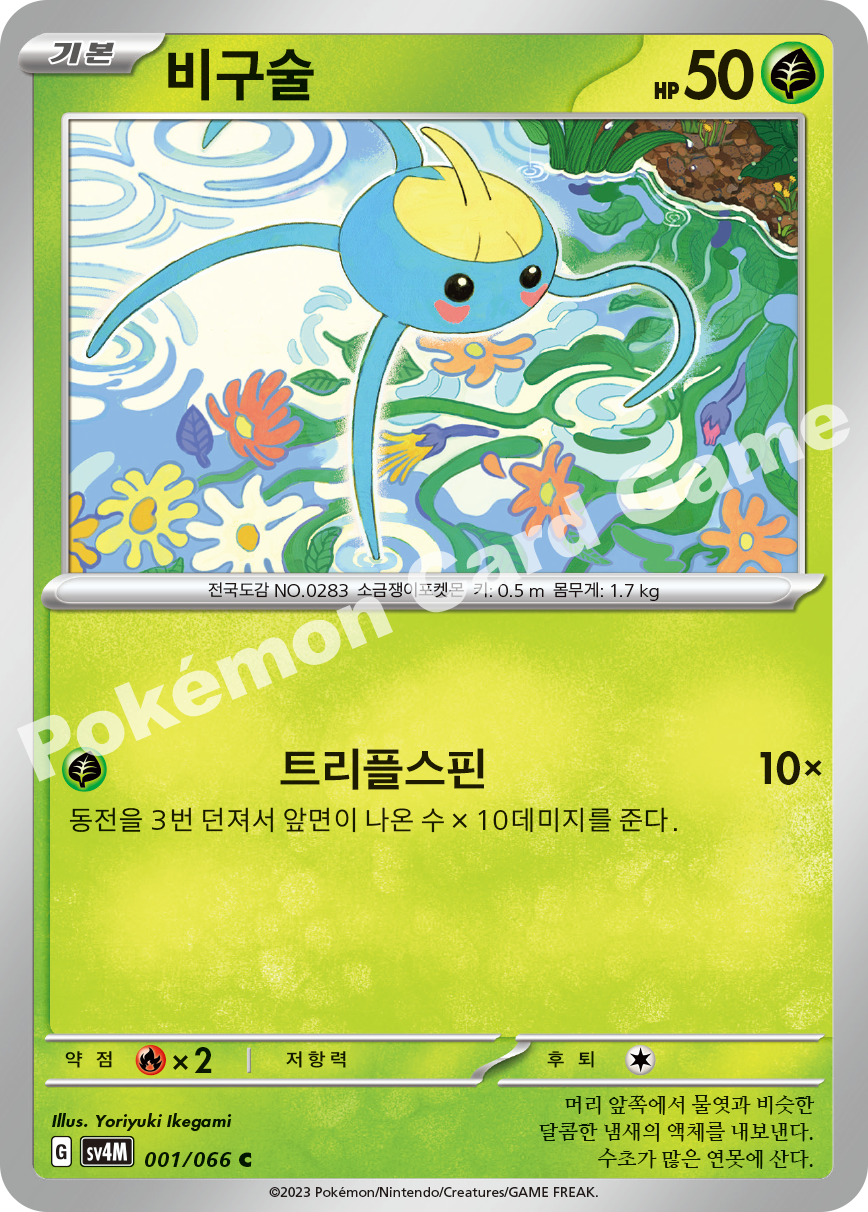 기본
비구술
HP 50
전국도감 NO.0283 소금쟁이포켓몬 키: 0.5 m 몸무게: 1.7 kg
Pokémon Card Game
트리플스핀 10×
동전을 3번 던져서 앞면이 나온 수 × 10데미지를 준다.
약점 ×2 저항력 후퇴
Illus. Yoriyuki Ikegami
G SV4M 001/066 C
머리 앞쪽에서 물엿과 비슷한
달콤한 냄새의 액체를 내보낸다.
수초가 많은 연못에 산다.
©2023 Pokémon/Nintendo/Creatures/GAME FREAK.